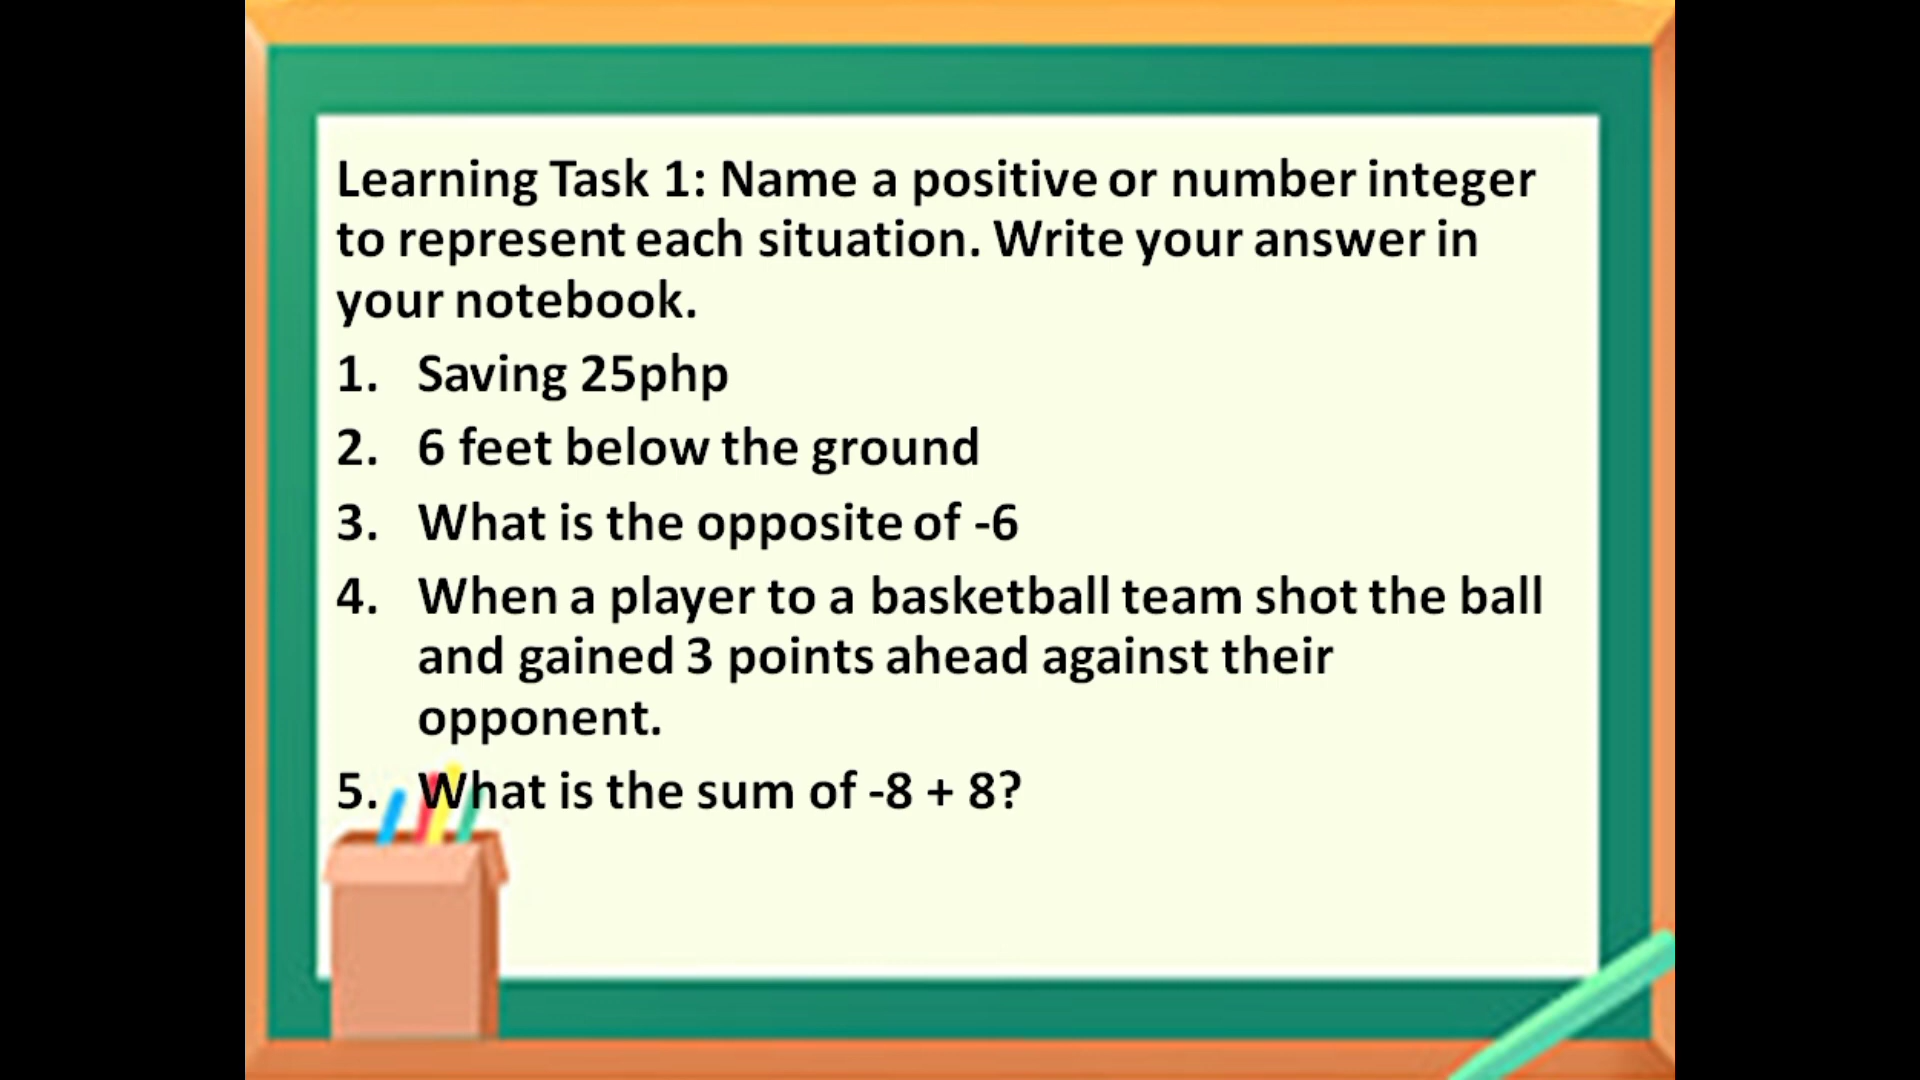 Learning Task 1: Name a positive or number integer
to represent each situation. Write your answer in
your notebook.
1. Saving 25php
2. 6 feet below the ground
3. What is the opposite of -6
4. When a player to a basketball team shot the ball
and gained 3 points ahead against their
opponent.
5. What is the sum of -8 + 8?